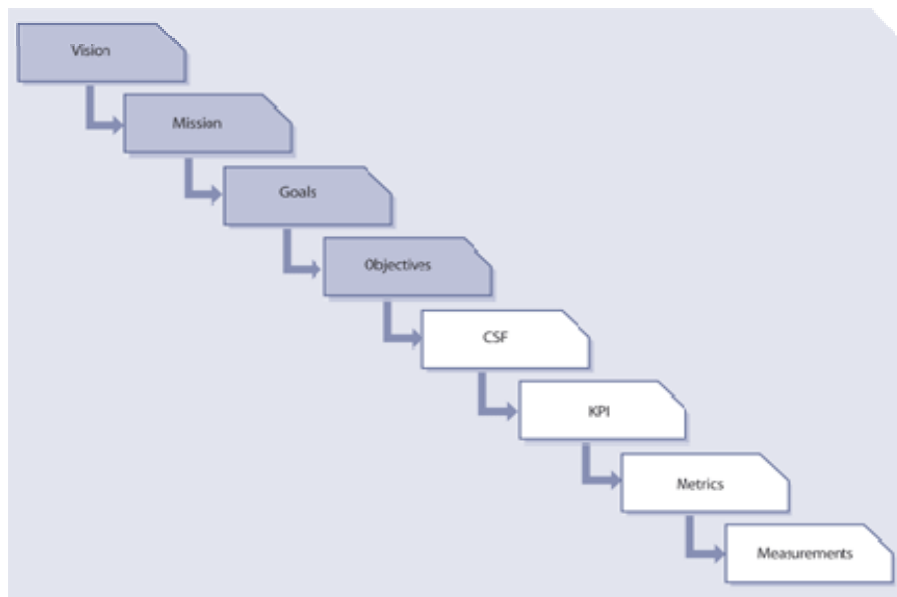 Vision
Mission
Goals
Objectives
CSF
KPI
Metrics
Measurements